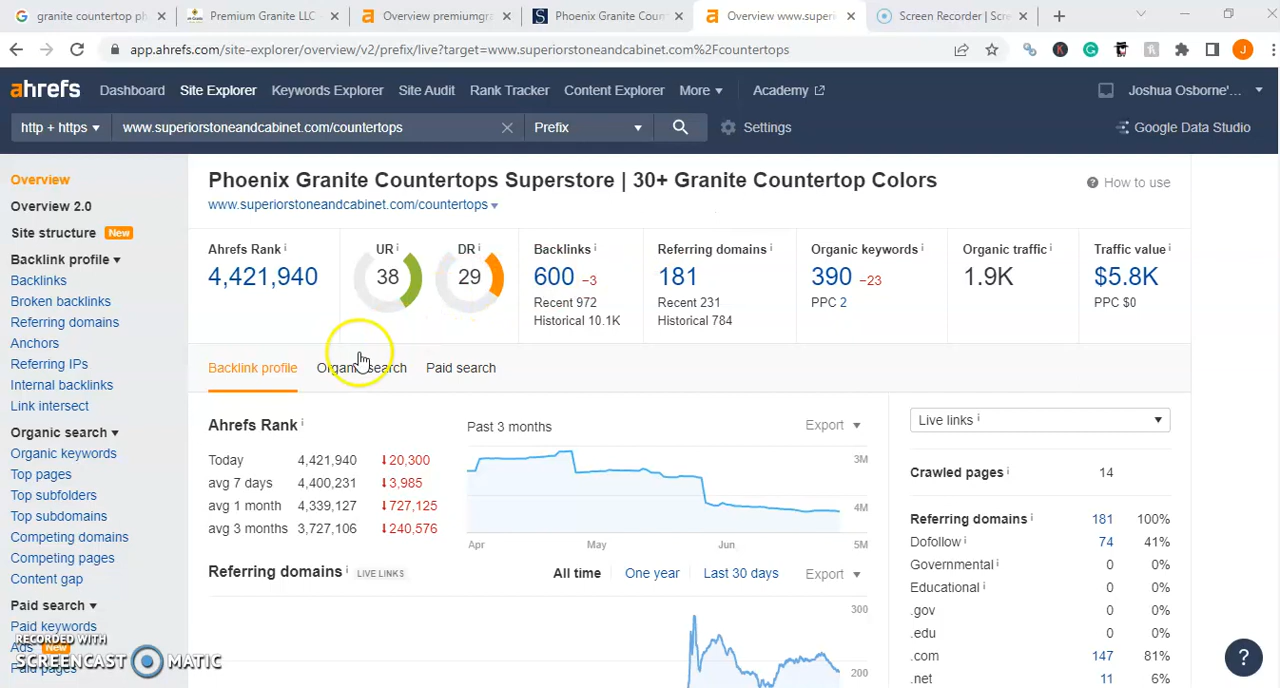 granite countertop ph
Premium Granite LLC
Overview premiumgra
Phoenix Granite Coun
Overview www.superi
Screen Recorder | Scre
app.ahrefs.com/site-explorer/overview/v2/prefix/live?target=www.superiorstoneandcabinet.com%2Fcountertops
ahrefs Dashboard Site Explorer Keywords Explorer Site Audit Rank Tracker Content Explorer More Academy Joshua Osborne'...
http + https www.superiorstoneandcabinet.com/countertops Prefix Settings Google Data Studio
Overview
Overview 2.0
Site structure New
Backlink profile
Backlinks
Broken backlinks
Referring domains
Anchors
Referring IPs
Internal backlinks
Link intersect
Organic search
Organic keywords
Top pages
Top subfolders
Top subdomains
Competing domains
Competing pages
Content gap
Paid search
Paid keywords
Ads New
Paid pages
RECORDED WITH
SCREENCAST MATIC
Phoenix Granite Countertops Superstore | 30+ Granite Countertop Colors
How to use
www.superiorstoneandcabinet.com/countertops
Ahrefs Rank i
4,421,940
UR i
38
DR i
29
Backlinks i
600 -3
Recent 972
Historical 10.1K
Referring domains i
181
Recent 231
Historical 784
Organic keywords i
390 -23
PPC 2
Organic traffic i
1.9K
Traffic value i
$5.8K
PPC $0
Backlink profile Organic search Paid search
Ahrefs Rank i
Past 3 months
Export
Today 4,421,940 ↓20,300
avg 7 days 4,400,231 ↓3,985
avg 1 month 4,339,127 ↓727,125
avg 3 months 3,727,106 ↓240,576
3M
4M
5M
Apr May Jun
Referring domains i LIVE LINKS
All time One year Last 30 days Export
300
200
Live links i
Crawled pages i 14
Referring domains i 181 100%
Dofollow i 74 41%
Governmental i 0 0%
Educational i 0 0%
.gov 0 0%
.edu 0 0%
.com 147 81%
.net 11 6%
J
K
?